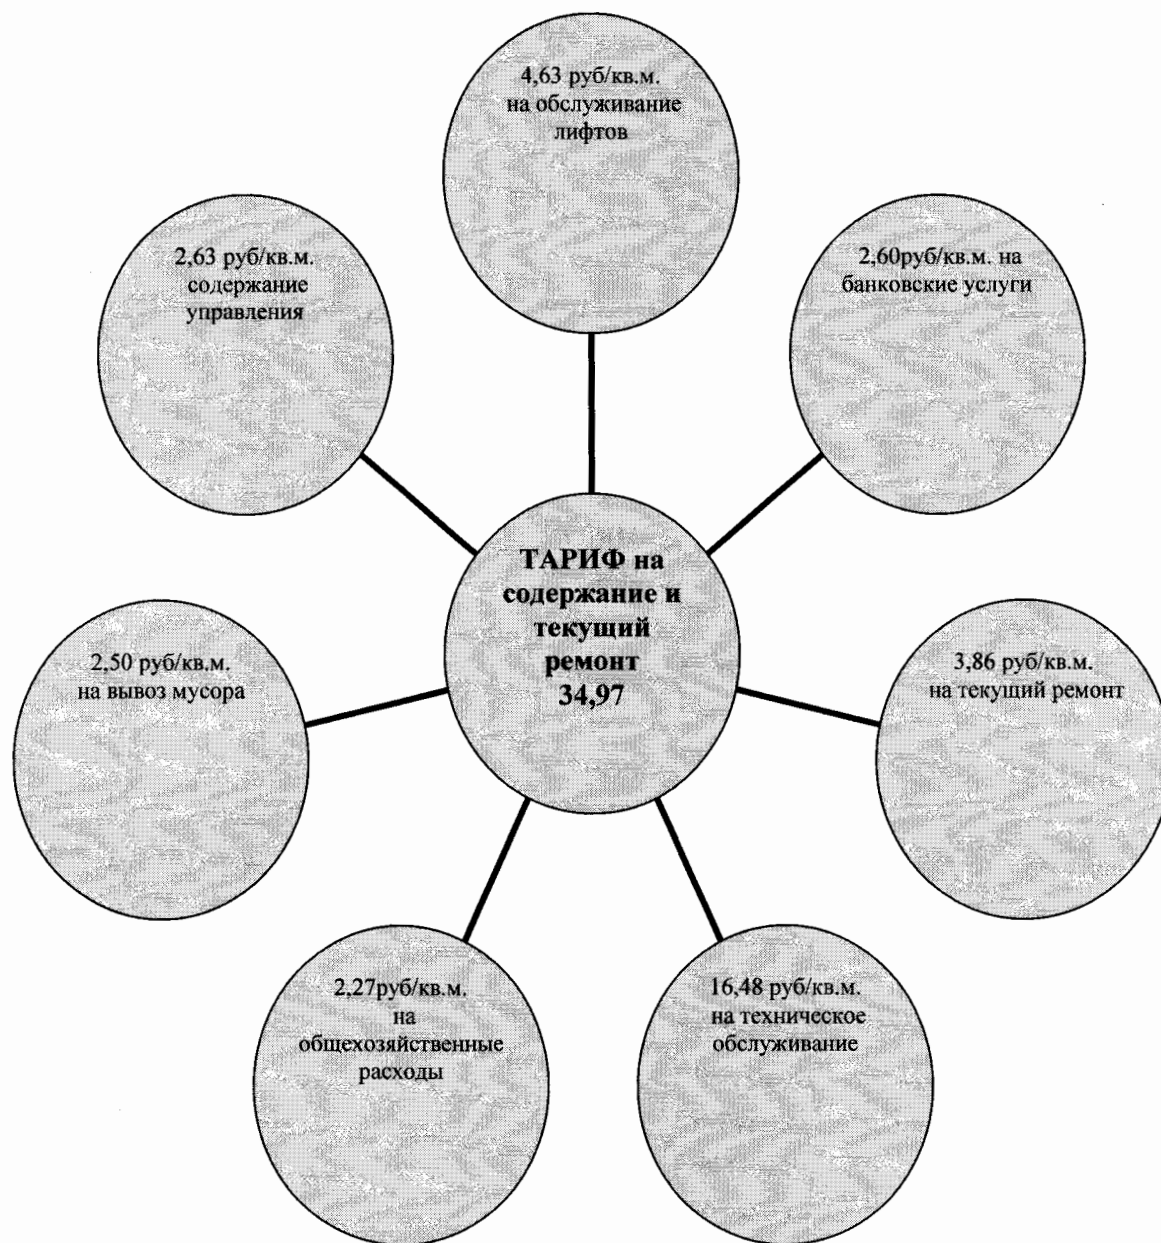 4,63 руб/кв.м.
на обслуживание
лифтов
2,63 руб/кв.м.
содержание
управления
2,60руб/кв.м. на
банковские услуги
ТАРИФ на
содержание и
текущий
ремонт
34,97
2,50 руб/кв.м.
на вывоз мусора
3,86 руб/кв.м.
на текущий ремонт
2,27руб/кв.м.
на
общехозяйственные
расходы
16,48 руб/кв.м.
на техническое
обслуживание